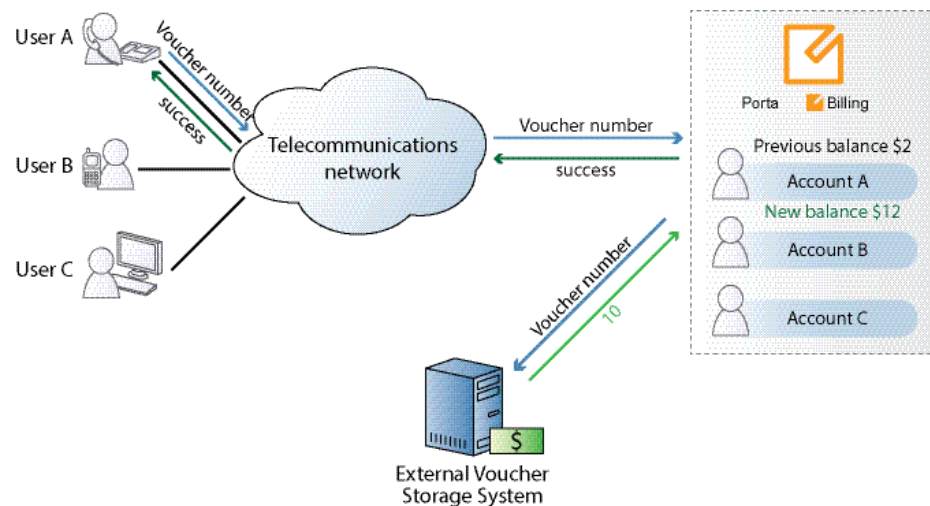 User A
Voucher number
success
User B
User C
Telecommunications
network
Voucher number
success
Porta Billing
Previous balance $2
Account A
New balance $12
Account B
Account C
Voucher number
10
$
External Voucher
Storage System